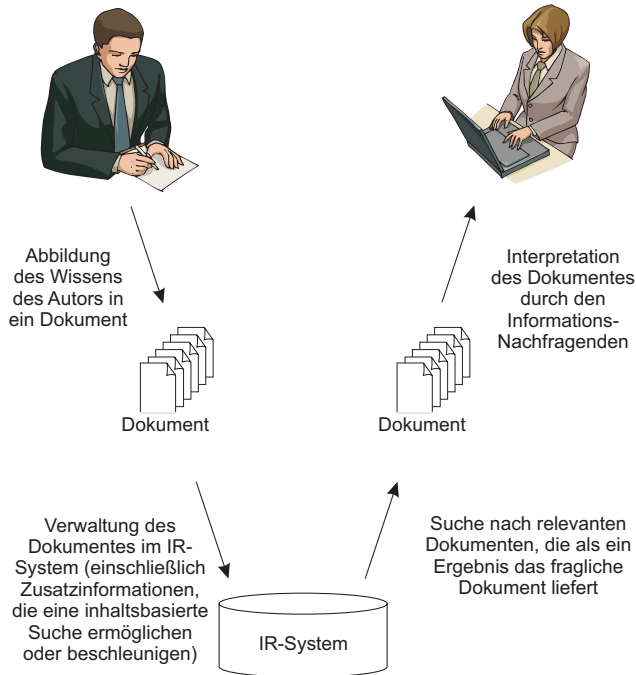 Abbildung
des Wissens
des Autors in
ein Dokument
Interpretation
des Dokumentes
durch den
Informations-
Nachfragenden
Dokument
Dokument
Verwaltung des
Dokumentes im IR-
System (einschließlich
Zusatzinformationen,
die eine inhaltsbasierte
Suche ermöglichen
oder beschleunigen)
Suche nach relevanten
Dokumenten, die als ein
Ergebnis das fragliche
Dokument liefert
IR-System